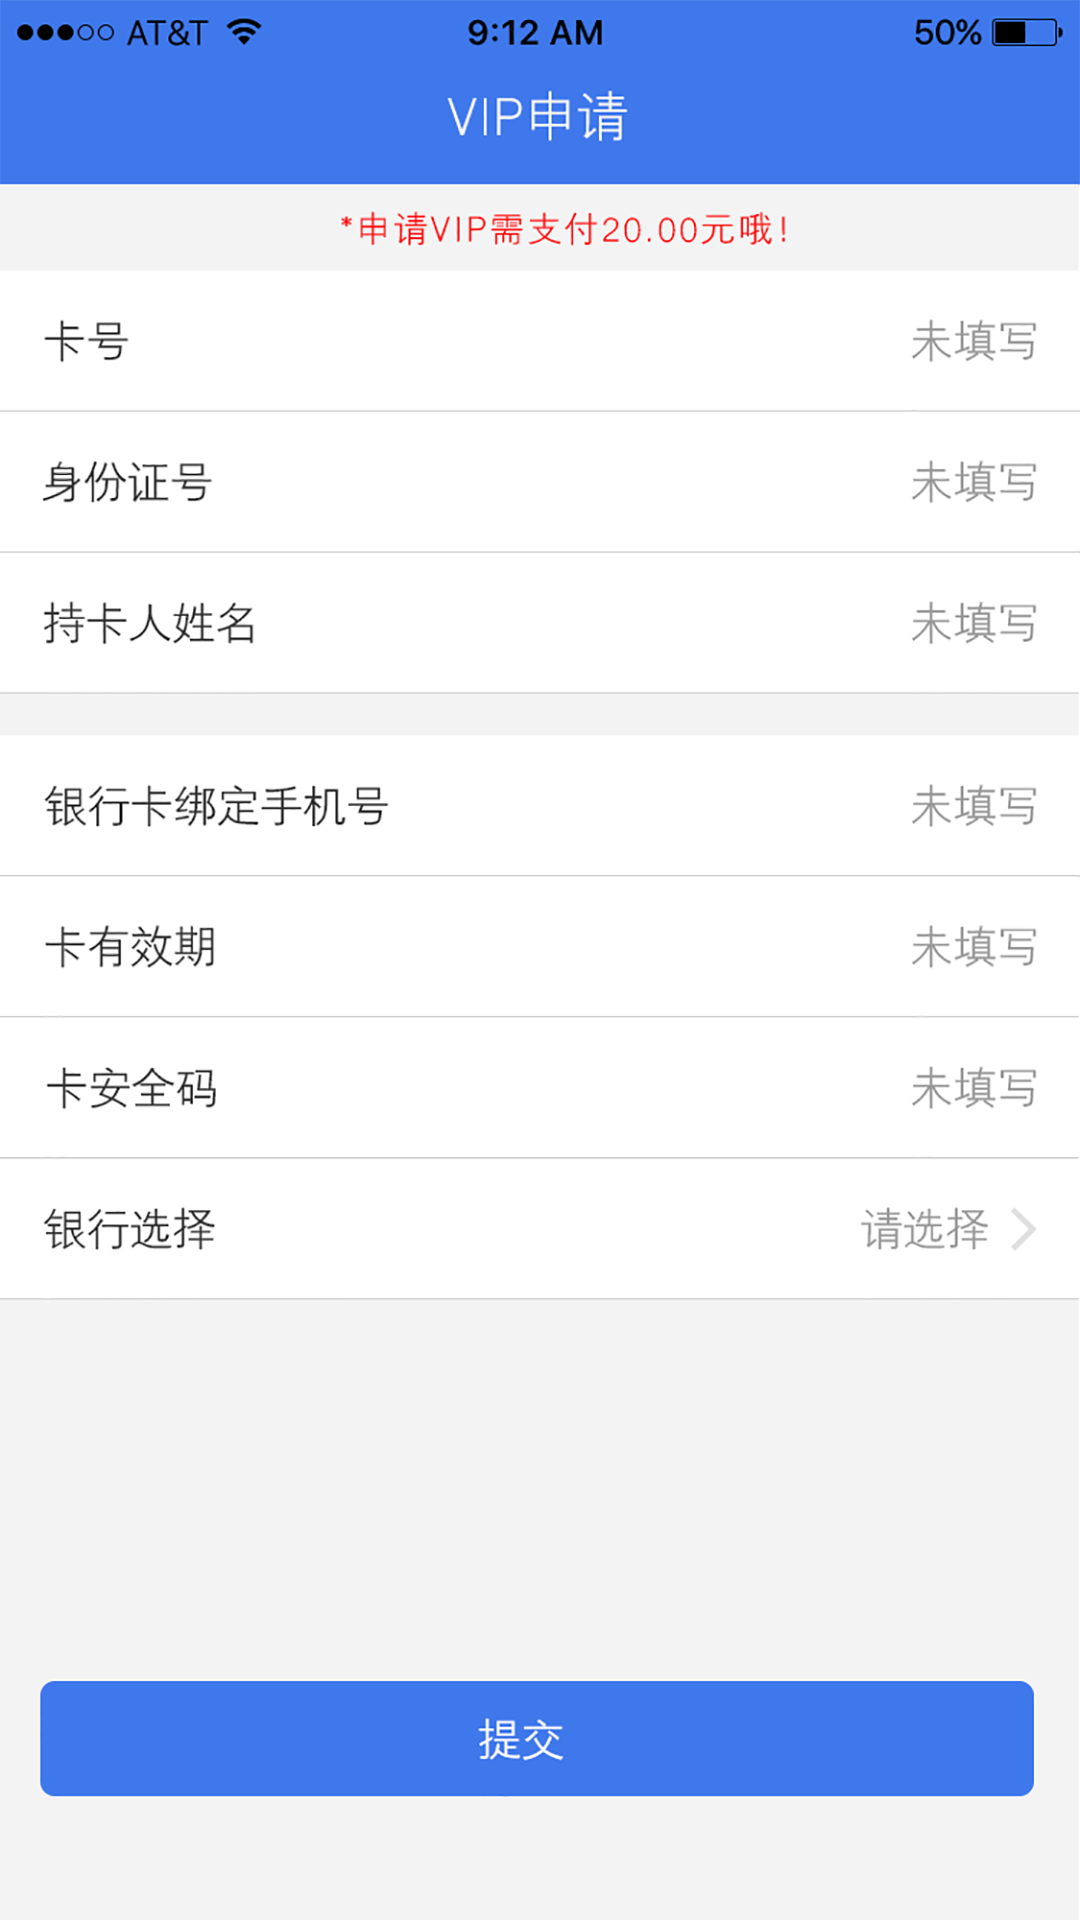 AT&T 9:12 AM 50%
VIP申请
*申请VIP需支付20.00元哦!
卡号 未填写
身份证号 未填写
持卡人姓名 未填写
银行卡绑定手机号 未填写
卡有效期 未填写
卡安全码 未填写
银行选择 请选择
提交